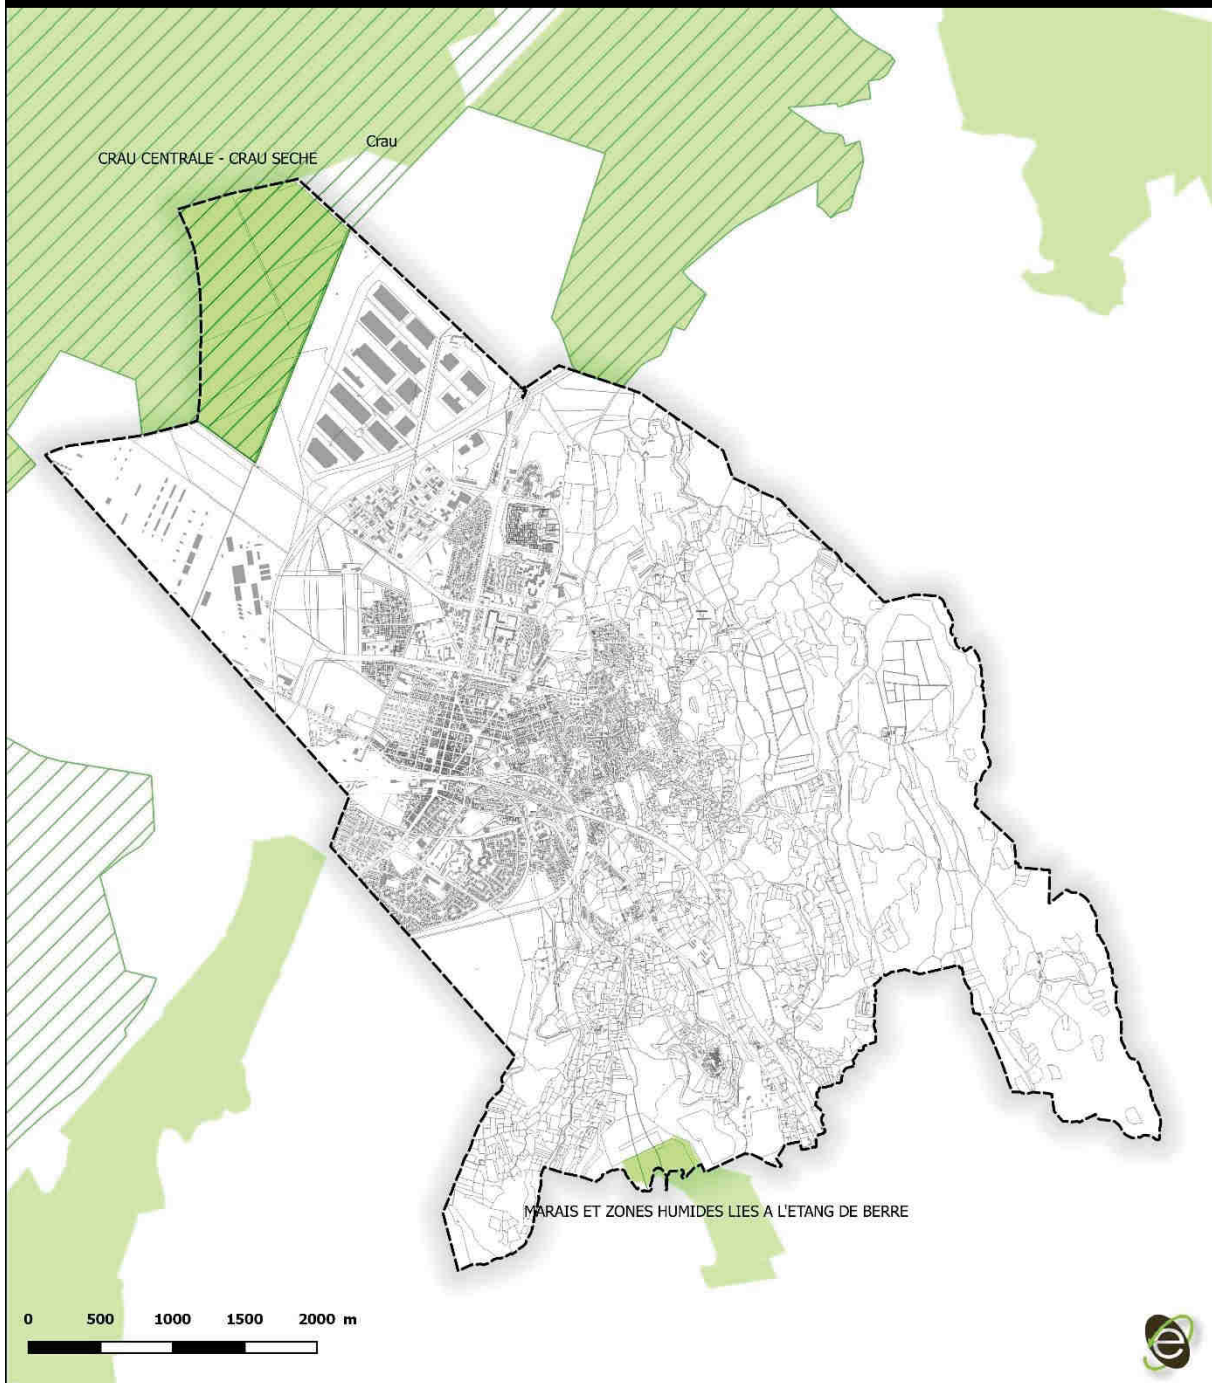 Crau
CRAU CENTRALE - CRAU SECHE
MARAIS ET ZONES HUMIDES LIES A L'ETANG DE BERRE
0 500 1000 1500 2000 m
e